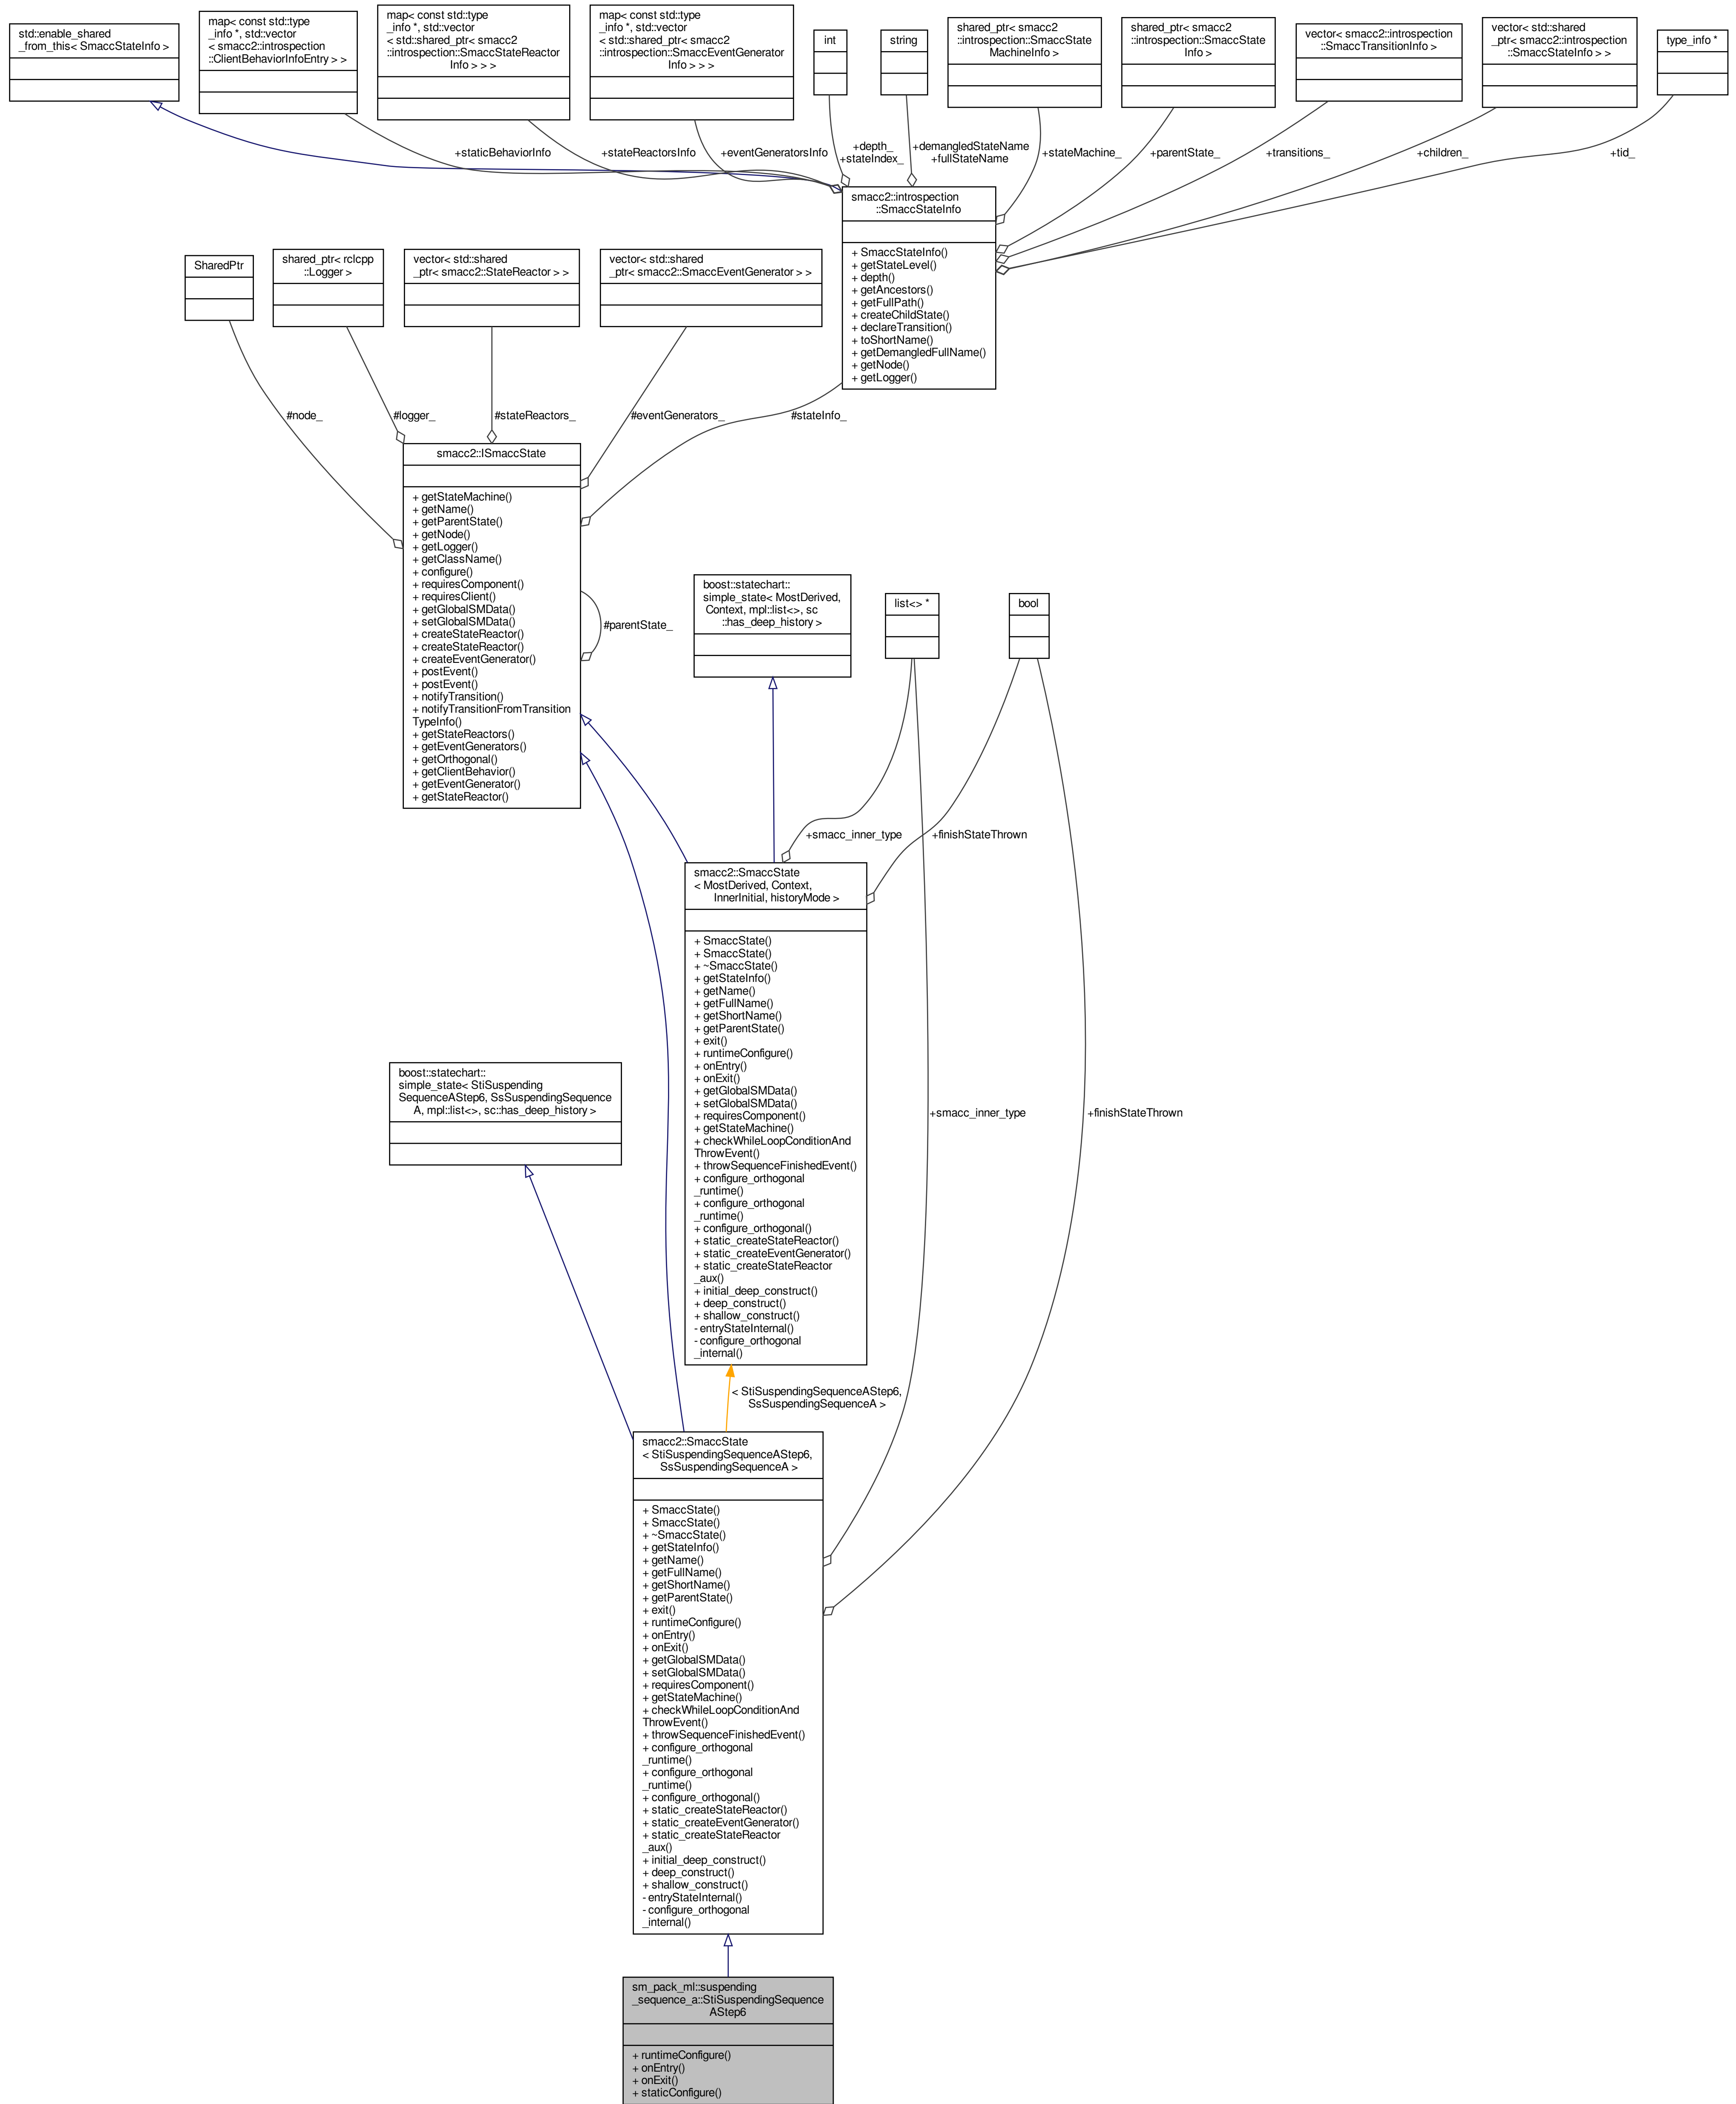 std::enable_shared
_from_this< SmaccStateInfo >
map< const std::type
_info *, std::vector
< smacc2::introspection
::ClientBehaviorInfoEntry > >
map< const std::type
_info *, std::vector
< std::shared_ptr< smacc2
::introspection::SmaccStateReactor
Info > > >
map< const std::type
_info *, std::vector
< std::shared_ptr< smacc2
::introspection::SmaccEventGenerator
Info > > >
int
string
shared_ptr< smacc2
::introspection::SmaccState
MachineInfo >
shared_ptr< smacc2
::introspection::SmaccState
Info >
vector< smacc2::introspection
::SmaccTransitionInfo >
vector< std::shared
_ptr< smacc2::introspection
::SmaccStateInfo > >
type_info *
+staticBehaviorInfo
+stateReactorsInfo
+eventGeneratorsInfo
+depth_
+stateIndex_
+demangledStateName
+fullStateName
+stateMachine_
+parentState_
+transitions_
+children_
+tid_
smacc2::introspection
::SmaccStateInfo
+ SmaccStateInfo()
+ getStateLevel()
+ depth()
+ getAncestors()
+ getFullPath()
+ createChildState()
+ declareTransition()
+ toShortName()
+ getDemangledFullName()
+ getNode()
+ getLogger()
SharedPtr
shared_ptr< rclcpp
::Logger >
vector< std::shared
_ptr< smacc2::StateReactor > >
vector< std::shared
_ptr< smacc2::SmaccEventGenerator > >
#node_
#logger_
#stateReactors_
#eventGenerators_
#stateInfo_
smacc2::ISmaccState
+ getStateMachine()
+ getName()
+ getParentState()
+ getNode()
+ getLogger()
+ getClassName()
+ configure()
+ requiresComponent()
+ requiresClient()
+ getGlobalSMData()
+ setGlobalSMData()
+ createStateReactor()
+ createStateReactor()
+ createEventGenerator()
+ postEvent()
+ postEvent()
+ notifyTransition()
+ notifyTransitionFromTransition
TypeInfo()
+ getStateReactors()
+ getEventGenerators()
+ getOrthogonal()
+ getClientBehavior()
+ getEventGenerator()
+ getStateReactor()
#parentState_
boost::statechart::
simple_state< MostDerived,
Context, mpl::list<>, sc
::has_deep_history >
list<> *
bool
+smacc_inner_type
+finishStateThrown
smacc2::SmaccState
< MostDerived, Context,
InnerInitial, historyMode >
+ SmaccState()
+ SmaccState()
+ ~SmaccState()
+ getStateInfo()
+ getName()
+ getFullName()
+ getShortName()
+ getParentState()
+ exit()
+ runtimeConfigure()
+ onEntry()
+ onExit()
+ getGlobalSMData()
+ setGlobalSMData()
+ requiresComponent()
+ getStateMachine()
+ checkWhileLoopConditionAnd
ThrowEvent()
+ throwSequenceFinishedEvent()
+ configure_orthogonal
_runtime()
+ configure_orthogonal
_runtime()
+ configure_orthogonal()
+ static_createStateReactor()
+ static_createEventGenerator()
+ static_createStateReactor
_aux()
+ initial_deep_construct()
+ deep_construct()
+ shallow_construct()
- entryStateInternal()
- configure_orthogonal
_internal()
boost::statechart::
simple_state< StiSuspending
SequenceAStep6, SsSuspendingSequence
A, mpl::list<>, sc::has_deep_history >
+smacc_inner_type
+finishStateThrown
< StiSuspendingSequenceAStep6,
SsSuspendingSequenceA >
smacc2::SmaccState
< StiSuspendingSequenceAStep6,
SsSuspendingSequenceA >
+ SmaccState()
+ SmaccState()
+ ~SmaccState()
+ getStateInfo()
+ getName()
+ getFullName()
+ getShortName()
+ getParentState()
+ exit()
+ runtimeConfigure()
+ onEntry()
+ onExit()
+ getGlobalSMData()
+ setGlobalSMData()
+ requiresComponent()
+ getStateMachine()
+ checkWhileLoopConditionAnd
ThrowEvent()
+ throwSequenceFinishedEvent()
+ configure_orthogonal
_runtime()
+ configure_orthogonal
_runtime()
+ configure_orthogonal()
+ static_createStateReactor()
+ static_createEventGenerator()
+ static_createStateReactor
_aux()
+ initial_deep_construct()
+ deep_construct()
+ shallow_construct()
- entryStateInternal()
- configure_orthogonal
_internal()
sm_pack_ml::suspending
_sequence_a::StiSuspendingSequence
AStep6
+ runtimeConfigure()
+ onEntry()
+ onExit()
+ staticConfigure()